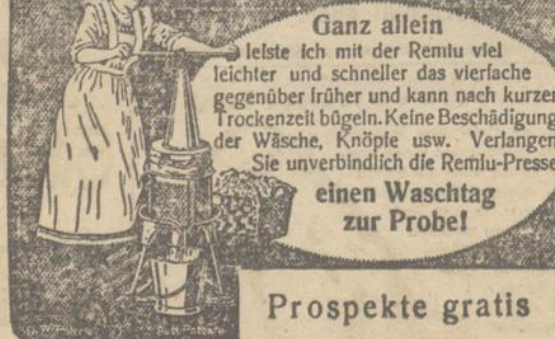 Ganz allein
leiste ich mit der Remlu viel
leichter und schneller das vierfache
gegenüber früher und kann nach kurzer
Trockenzeit bügeln. Keine Beschädigung
der Wäsche, Knöpfe usw. Verlangen
Sie unverbindlich die Remlu-Presse
einen Waschtag
zur Probe!
Prospekte gratis